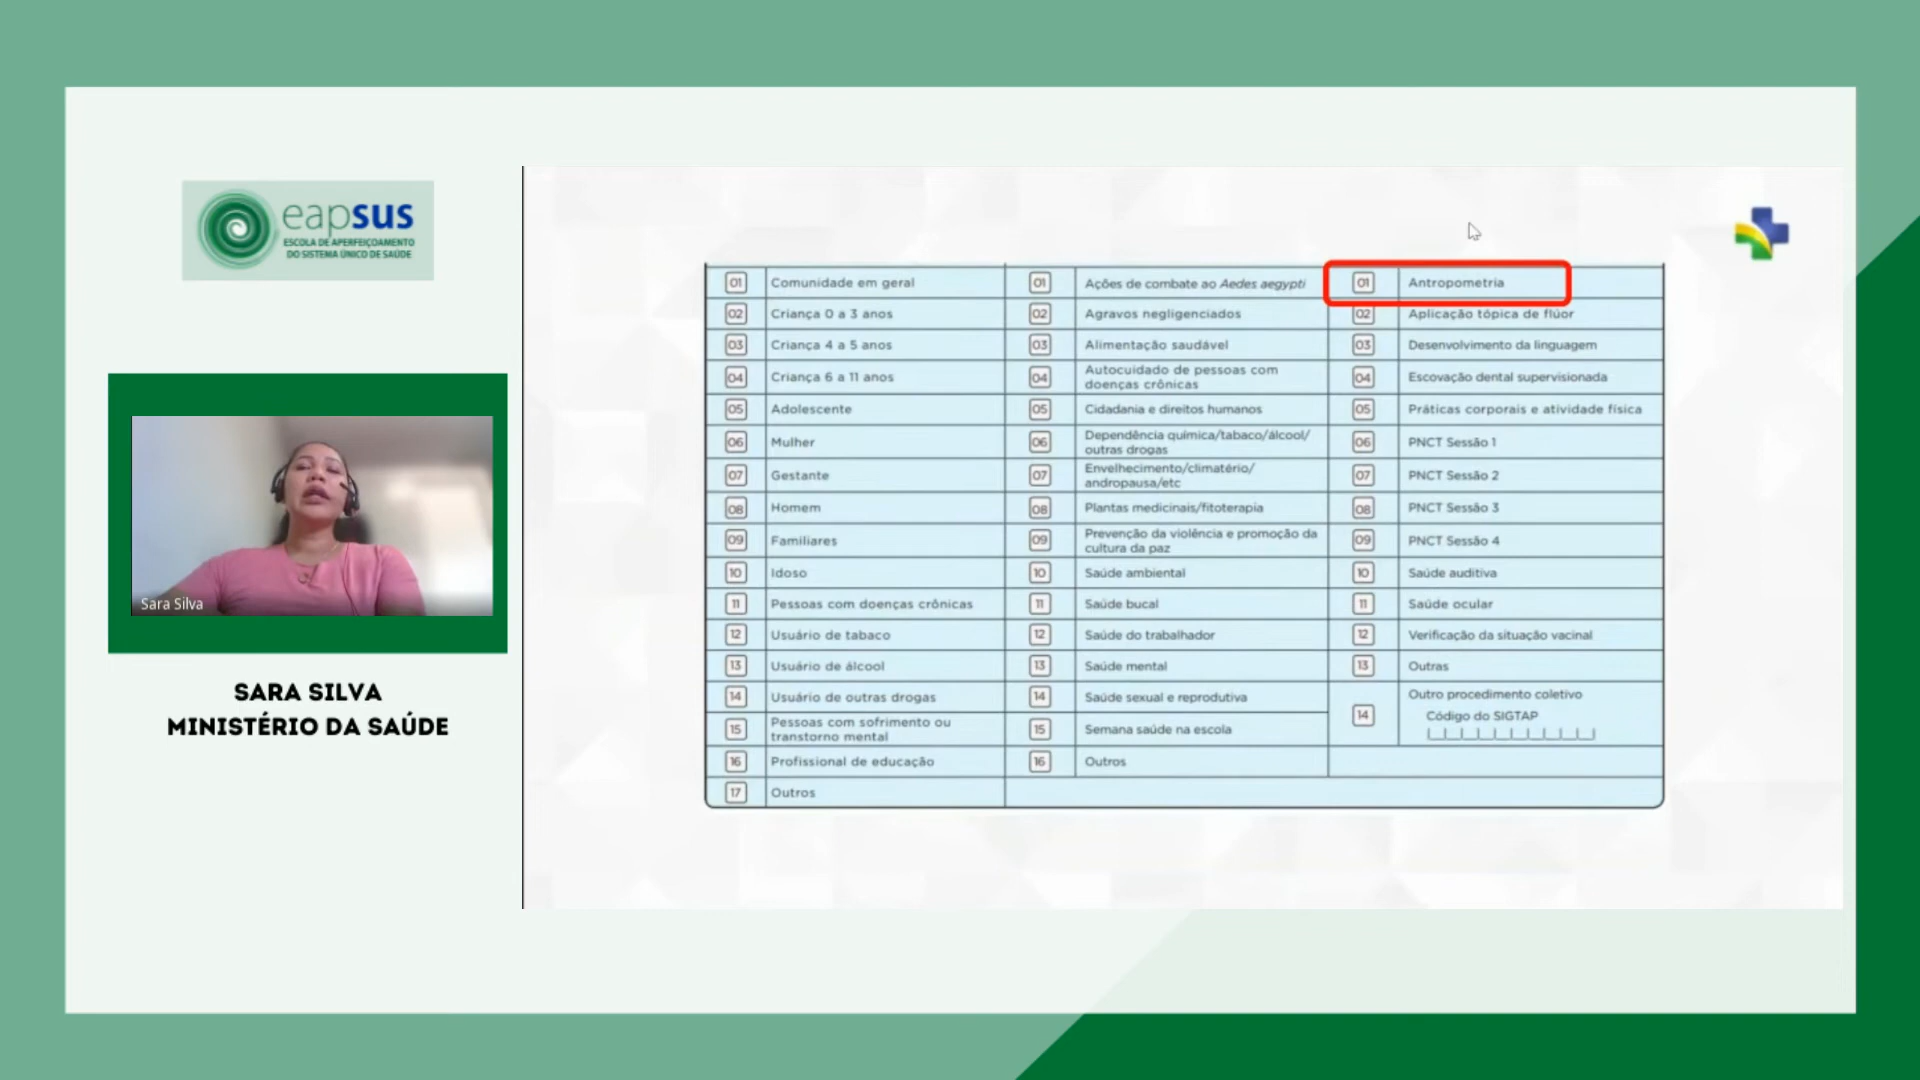 eapsus
ESCOLA DE APERFEIÇOAMENTO
DO SISTEMA ÚNICO DE SAÚDE
Sara Silva
SARA SILVA
MINISTÉRIO DA SAÚDE
01 Comunidade em geral 01 Ações de combate ao Aedes aegypti 01 Antropometria
02 Criança 0 a 3 anos 02 Agravos negligenciados 02 Aplicação tópica de flúor
03 Criança 4 a 5 anos 03 Alimentação saudável 03 Desenvolvimento da linguagem
04 Criança 6 a 11 anos 04 Autocuidado de pessoas com
doenças crônicas 04 Escovação dental supervisionada
05 Adolescente 05 Cidadania e direitos humanos 05 Práticas corporais e atividade física
06 Mulher 06 Dependência química/tabaco/álcool/
outras drogas 06 PNCT Sessão 1
07 Gestante 07 Envelhecimento/climatério/
andropausa/etc 07 PNCT Sessão 2
08 Homem 08 Plantas medicinais/fitoterapia 08 PNCT Sessão 3
09 Familiares 09 Prevenção da violência e promoção da
cultura da paz 09 PNCT Sessão 4
10 Idoso 10 Saúde ambiental 10 Saúde auditiva
11 Pessoas com doenças crônicas 11 Saúde bucal 11 Saúde ocular
12 Usuário de tabaco 12 Saúde do trabalhador 12 Verificação da situação vacinal
13 Usuário de álcool 13 Saúde mental 13 Outras
14 Usuário de outras drogas 14 Saúde sexual e reprodutiva 14 Outro procedimento coletivo
Código do SIGTAP
15 Pessoas com sofrimento ou
transtorno mental 15 Semana saúde na escola
16 Profissional de educação 16 Outros
17 Outros